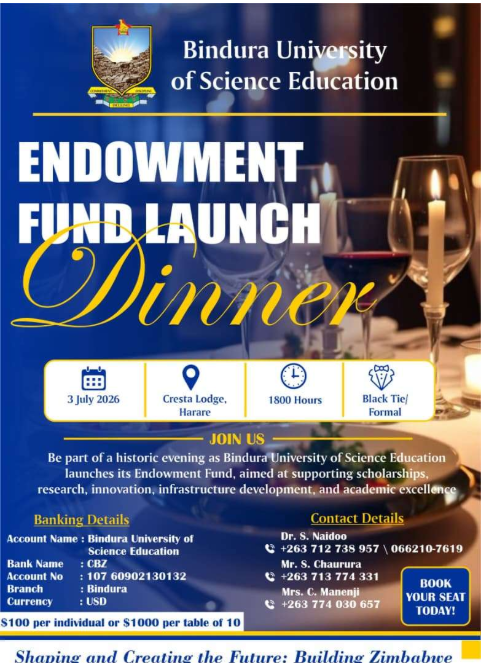 Bindura University
of Science Education
ENDOWMENT
FUND LAUNCH
Dinner
3 July 2026
Cresta Lodge,
Harare
1800 Hours
Black Tie/
Formal
JOIN US
Be part of a historic evening as Bindura University of Science Education
launches its Endowment Fund, aimed at supporting scholarships,
research, innovation, infrastructure development, and academic excellence
Banking Details
Account Name : Bindura University of
Science Education
Bank Name : CBZ
Account No : 107 60902130132
Branch : Bindura
Currency : USD
$100 per individual or $1000 per table of 10
Contact Details
Dr. S. Naidoo
+263 712 738 957 \ 066210-7619
Mr. S. Chaurura
+263 713 774 331
Mrs. C. Manenji
+263 774 030 657
BOOK
YOUR SEAT
TODAY!
Shaping and Creating the Future: Building Zimbabwe